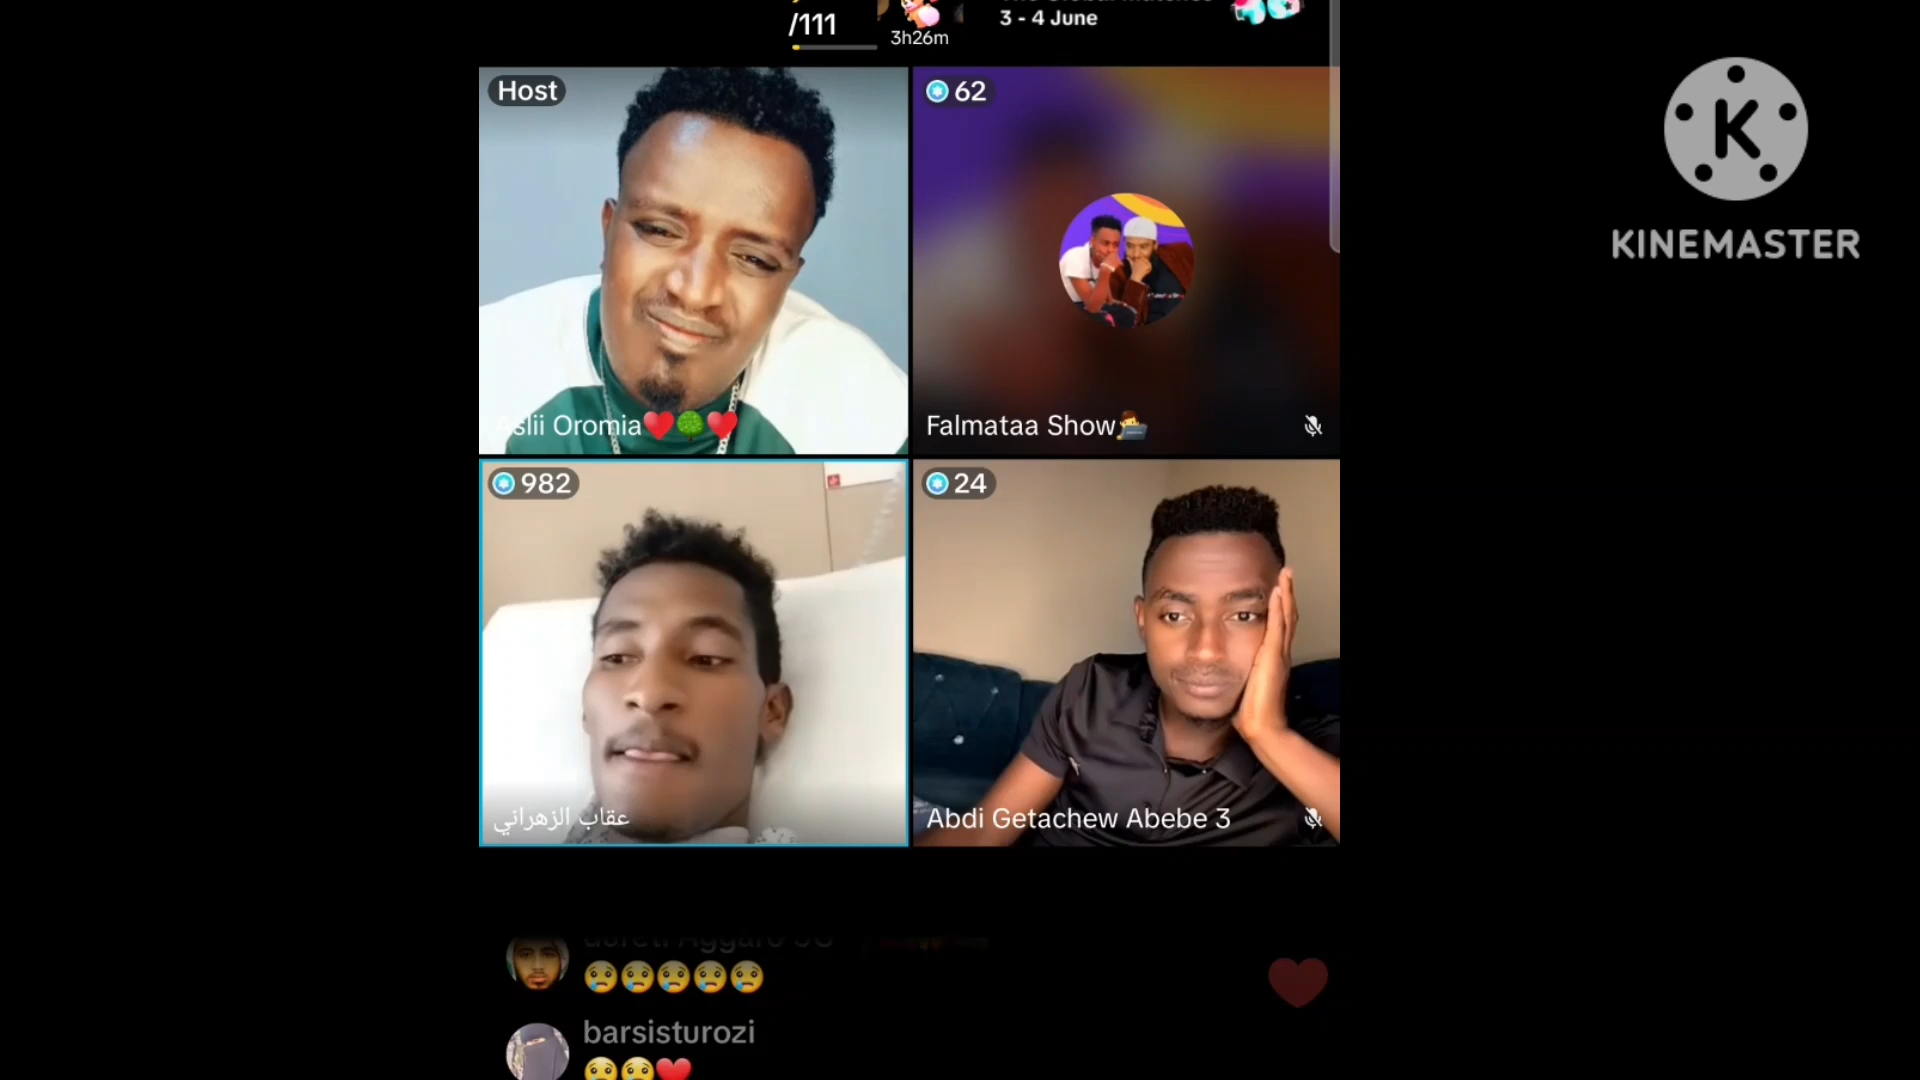 /111
3h26m
3 - 4 June
Host
62
K
KINEMASTER
Aslii Oromia❤️🌳❤️
Falmataa Show👨‍💻
982
24
عقاب الزهراني
Abdi Getachew Abebe 3
😢😢😢😢😢
barsisturozi
😢😢❤️